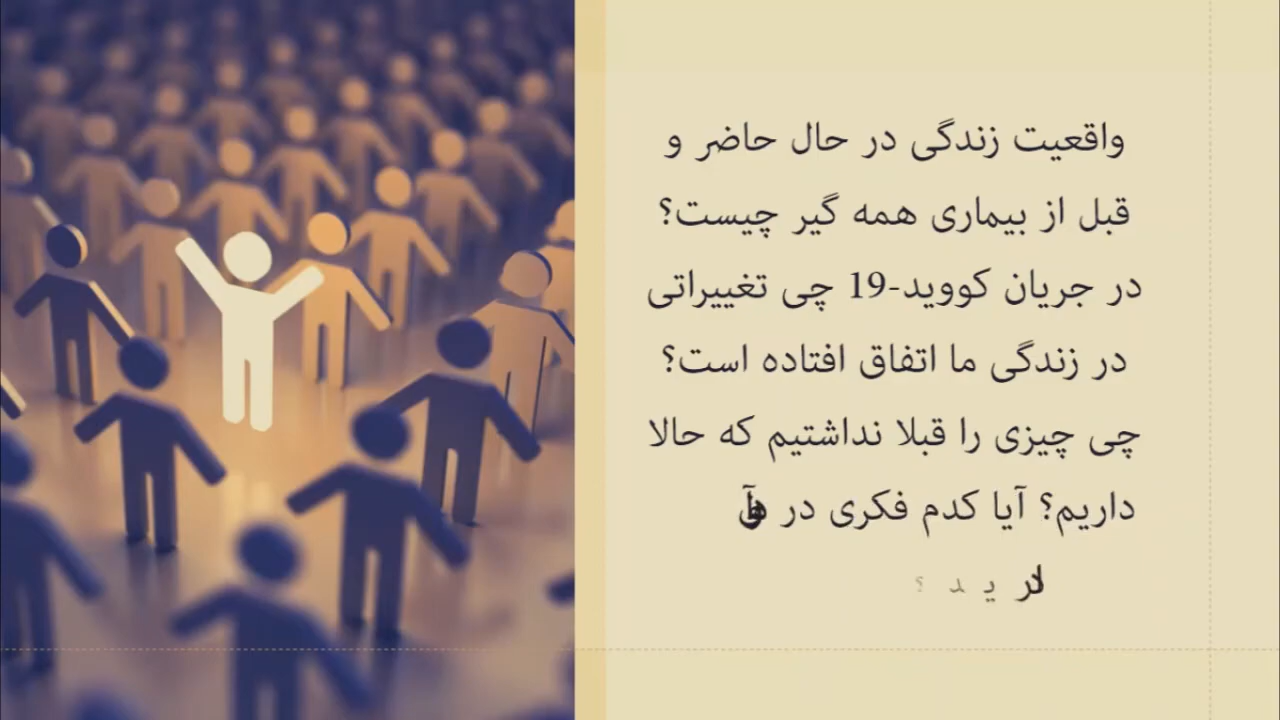 واقعیت زندگی در حال حاضر و
قبل از بیماری همه گیر چیست؟
در جریان کووید-19 چی تغییراتی
در زندگی ما اتفاق افتاده است؟
چی چیزی را قبلا نداشتیم که حالا
داریم؟ آیا کدم فکری در